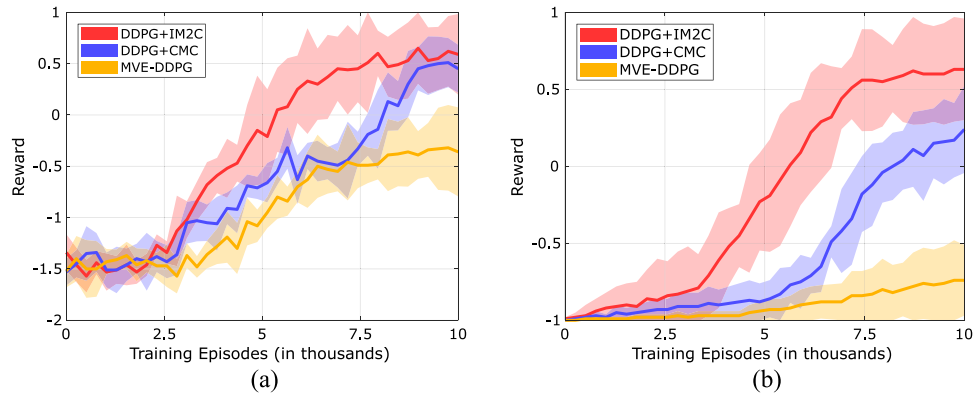 DDPG+IM2C
DDPG+CMC
MVE-DDPG
1
0.5
0
-0.5
-1
-1.5
-2
Reward
0
2.5
5
7.5
10
Training Episodes (in thousands)
(a)
DDPG+IM2C
DDPG+CMC
MVE-DDPG
1
0.5
0
-0.5
-1
Reward
0
2.5
5
7.5
10
Training Episodes (in thousands)
(b)